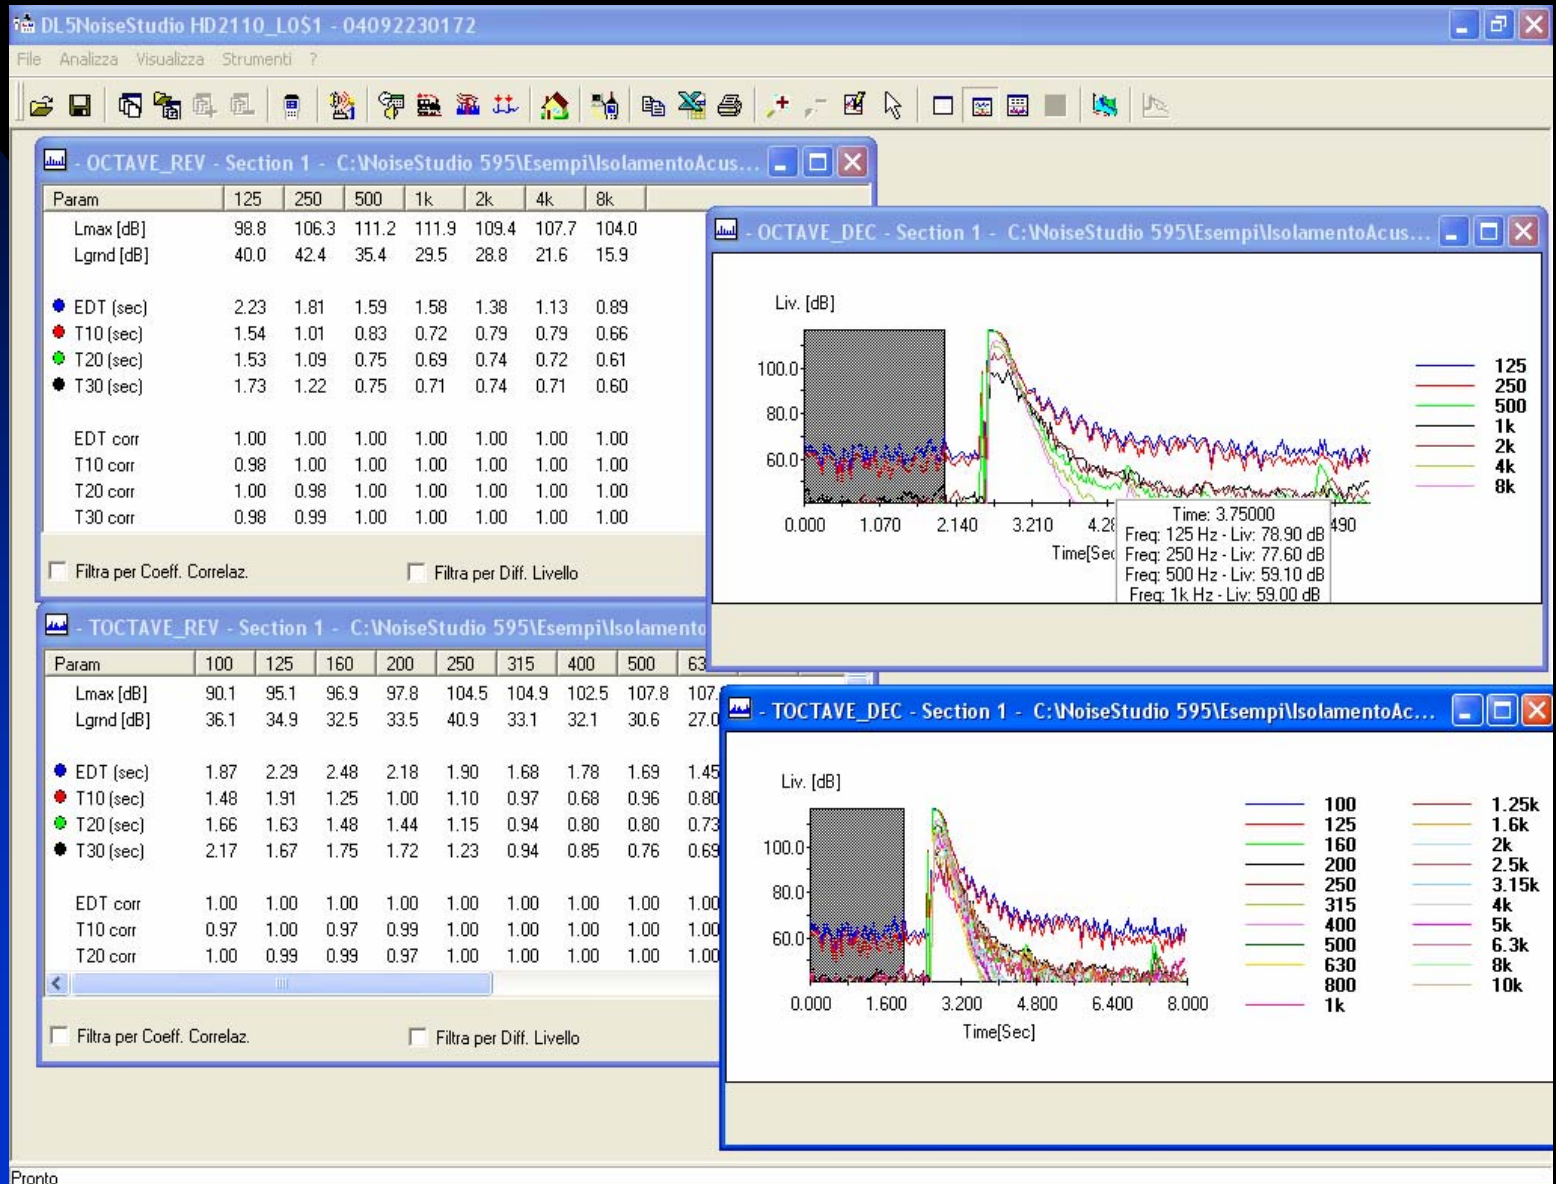 DL5NoiseStudio HD2110_L0$1 - 04092230172
File Analizza Visualizza Strumenti ?
- OCTAVE_REV - Section 1 - C:\NoiseStudio 595\Esempi\IsolamentoAcus...
Param 125 250 500 1k 2k 4k 8k
Lmax [dB] 98.8 106.3 111.2 111.9 109.4 107.7 104.0
Lgrnd [dB] 40.0 42.4 35.4 29.5 28.8 21.6 15.9
EDT (sec) 2.23 1.81 1.59 1.58 1.38 1.13 0.89
T10 (sec) 1.54 1.01 0.83 0.72 0.79 0.79 0.66
T20 (sec) 1.53 1.09 0.75 0.69 0.74 0.72 0.61
T30 (sec) 1.73 1.22 0.75 0.71 0.74 0.71 0.60
EDT corr 1.00 1.00 1.00 1.00 1.00 1.00 1.00
T10 corr 0.98 1.00 1.00 1.00 1.00 1.00 1.00
T20 corr 1.00 0.98 1.00 1.00 1.00 1.00 1.00
T30 corr 0.98 0.99 1.00 1.00 1.00 1.00 1.00
Filtra per Coeff. Correlaz. Filtra per Diff. Livello
- OCTAVE_DEC - Section 1 - C:\NoiseStudio 595\Esempi\IsolamentoAcus...
Liv. [dB]
100.0
80.0
60.0
0.000 1.070 2.140 3.210 4.28 490
Time[Sec
Time: 3.75000
Freq: 125 Hz - Liv: 78.90 dB
Freq: 250 Hz - Liv: 77.60 dB
Freq: 500 Hz - Liv: 59.10 dB
Freq: 1k Hz - Liv: 59.00 dB
125
250
500
1k
2k
4k
8k
- TOCTAVE_REV - Section 1 - C:\NoiseStudio 595\Esempi\Isolamento
Param 100 125 160 200 250 315 400 500 63
Lmax [dB] 90.1 95.1 96.9 97.8 104.5 104.9 102.5 107.8 107.
Lgrnd [dB] 36.1 34.9 32.5 33.5 40.9 33.1 32.1 30.6 27.0
EDT (sec) 1.87 2.29 2.48 2.18 1.90 1.68 1.78 1.69 1.45
T10 (sec) 1.48 1.91 1.25 1.00 1.10 0.97 0.68 0.96 0.80
T20 (sec) 1.66 1.63 1.48 1.44 1.15 0.94 0.80 0.80 0.73
T30 (sec) 2.17 1.67 1.75 1.72 1.23 0.94 0.85 0.76 0.69
EDT corr 1.00 1.00 1.00 1.00 1.00 1.00 1.00 1.00 1.00
T10 corr 0.97 1.00 0.97 0.99 1.00 1.00 1.00 1.00 1.00
T20 corr 1.00 0.99 0.99 0.97 1.00 1.00 1.00 1.00 1.00
Filtra per Coeff. Correlaz. Filtra per Diff. Livello
- TOCTAVE_DEC - Section 1 - C:\NoiseStudio 595\Esempi\IsolamentoAc...
Liv. [dB]
100.0
80.0
60.0
0.000 1.600 3.200 4.800 6.400 8.000
Time[Sec]
100 1.25k
125 1.6k
160 2k
200 2.5k
250 3.15k
315 4k
400 5k
500 6.3k
630 8k
800 10k
1k
Pronto